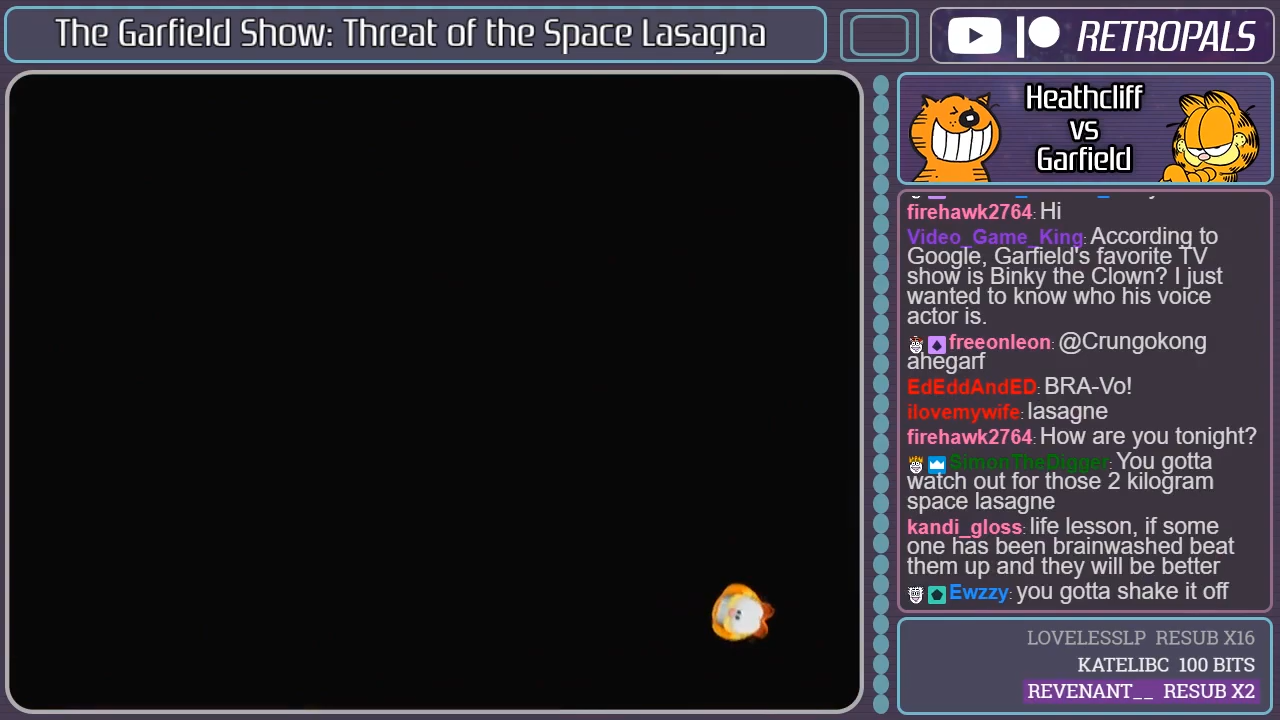 The Garfield Show: Threat of the Space Lasagna
RETROPALS
Heathcliff
vs
Garfield
firehawk2764: Hi
Video_Game_King: According to
Google, Garfield's favorite TV
show is Binky the Clown? I just
wanted to know who his voice
actor is.
freeonleon: @Crungokong
ahegarf
EdEddAndED: BRA-Vo!
ilovemywife: lasagne
firehawk2764: How are you tonight?
SimonTheDigger: You gotta
watch out for those 2 kilogram
space lasagne
kandi_gloss: life lesson, if some
one has been brainwashed beat
them up and they will be better
Ewzzy: you gotta shake it off
LOVELESSLP RESUB X16
KATELIBC 100 BITS
REVENANT__ RESUB X2